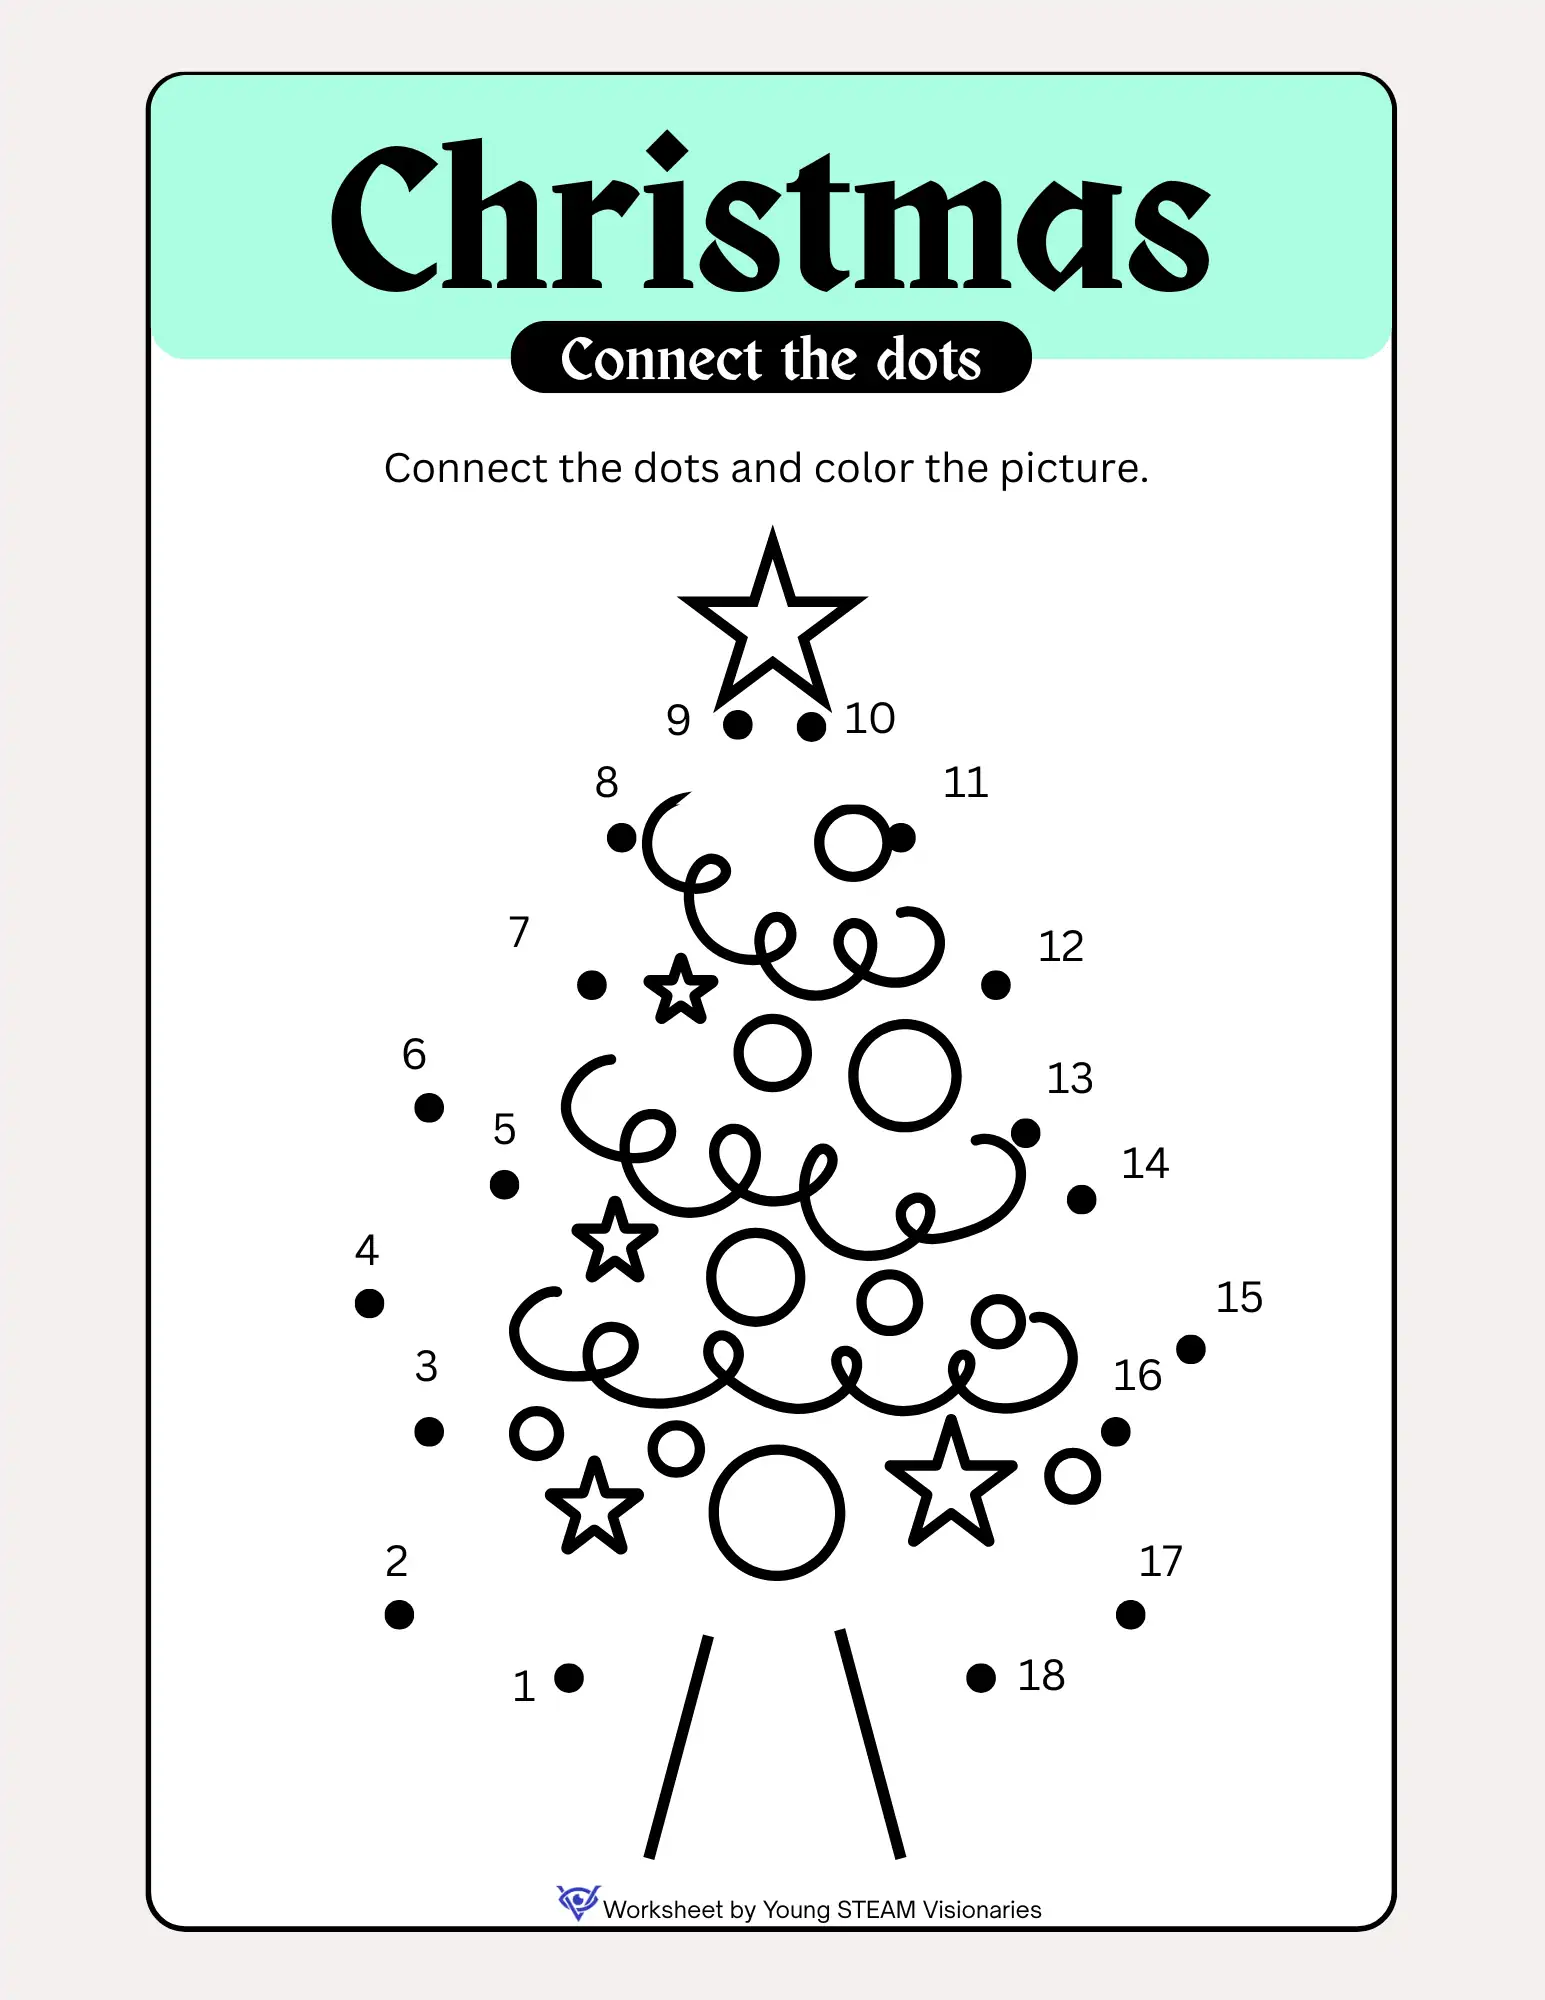 Christmas
Connect the dots
Connect the dots and color the picture.
9 10
8 11
7 12
6 13
5 14
4 15
3 16
2 17
1 18
Worksheet by Young STEAM Visionaries